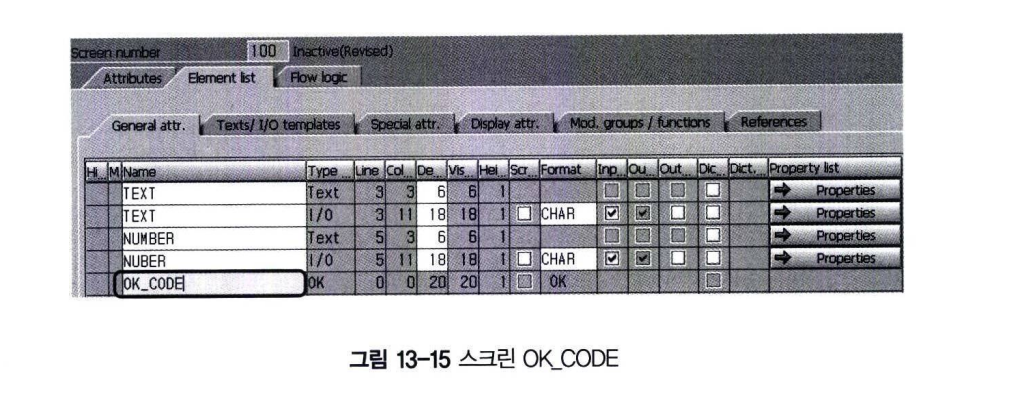 Screen number 100 Inactive(Revised)
Attributes Element list Flow logic
General attr. Texts/ I/O templates Special attr. Display attr. Mod. groups / functions References
Hi... M Name Type ... Line Col... De... Vis... Hei... Scr... Format Inp... Ou... Out... Dic... Dict... Property list
TEXT Text 3 3 6 6 1 Properties
TEXT I/O 3 11 18 18 1 CHAR Properties
NUMBER Text 5 3 6 6 1 Properties
NUBER I/O 5 11 18 18 1 CHAR Properties
OK_CODE OK 0 0 20 20 1 OK
그림 13-15 스크린 OK_CODE